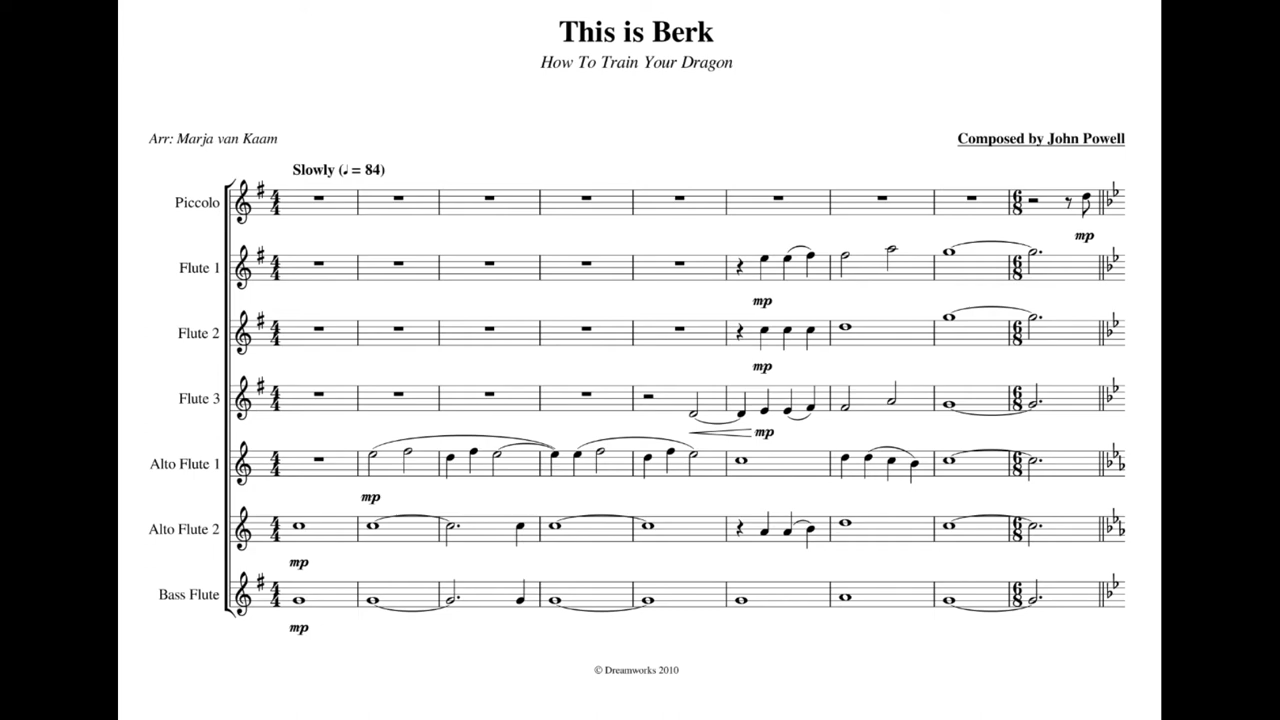 This is Berk
How To Train Your Dragon
Arr: Marja van Kaam
Composed by John Powell
Slowly (♩ = 84)
Piccolo
mp
Flute 1
mp
Flute 2
mp
Flute 3
mp
Alto Flute 1
mp
Alto Flute 2
mp
Bass Flute
mp
© Dreamworks 2010